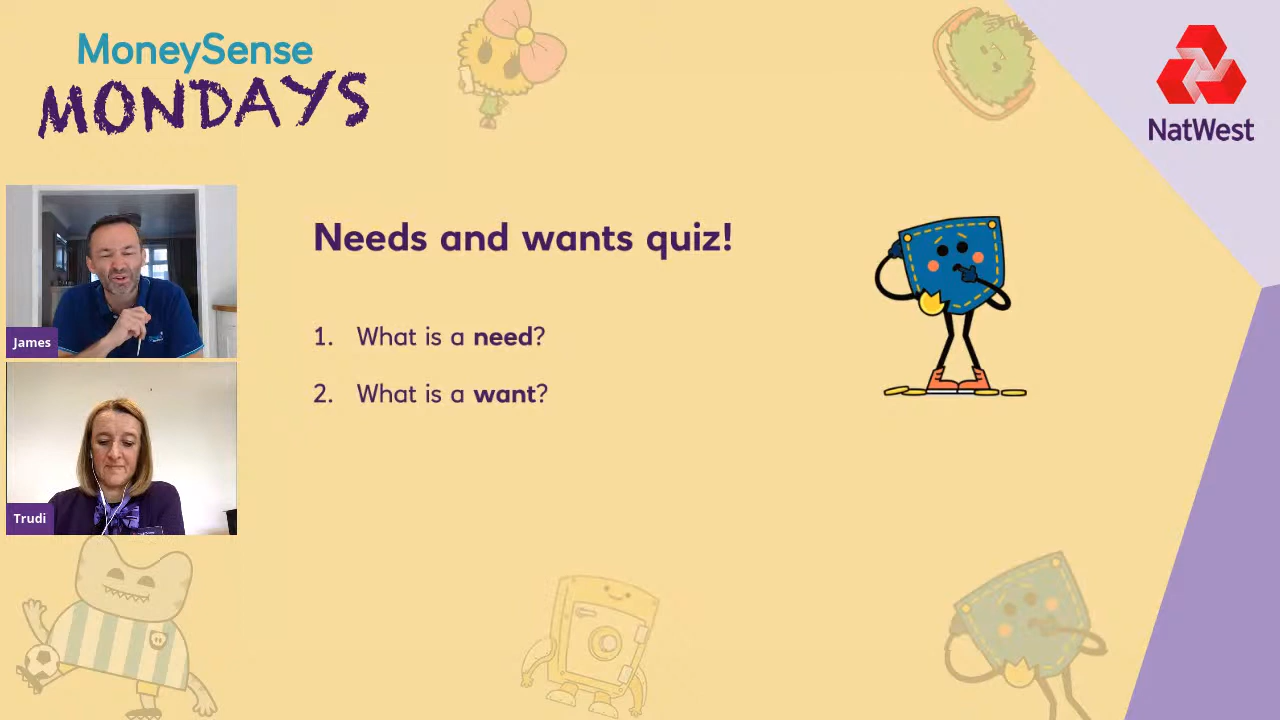 MoneySense
MONDAYS
NatWest
James
Needs and wants quiz!
1. What is a need?
2. What is a want?
Trudi